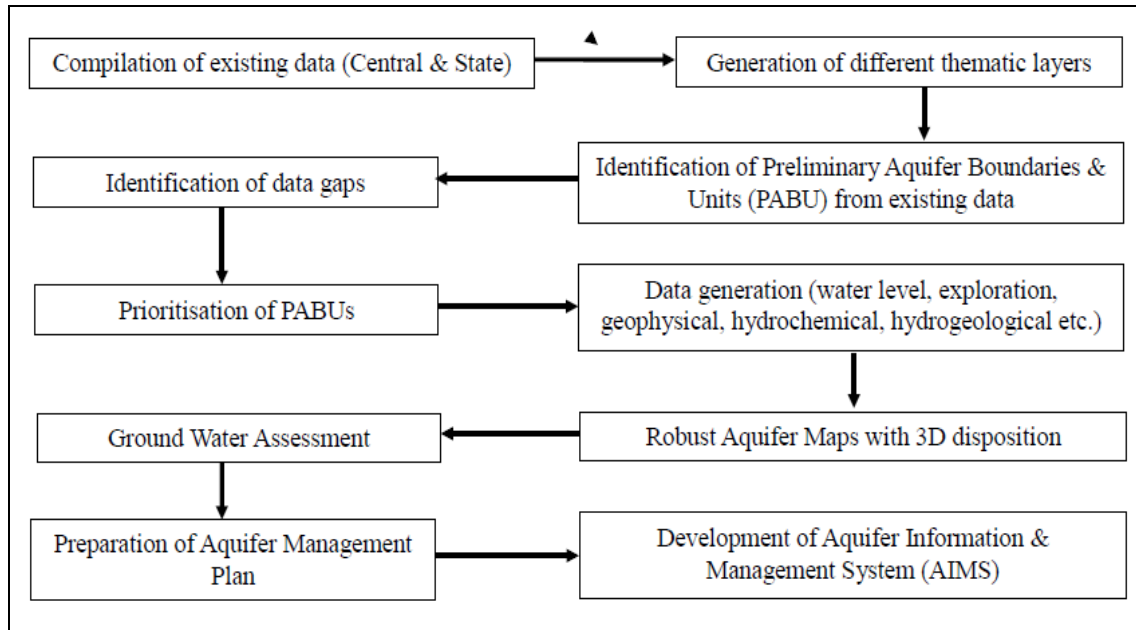 Compilation of existing data (Central & State)
Generation of different thematic layers
Identification of Preliminary Aquifer Boundaries &
Units (PABU) from existing data
Identification of data gaps
Prioritisation of PABUs
Data generation (water level, exploration,
geophysical, hydrochemical, hydrogeological etc.)
Robust Aquifer Maps with 3D disposition
Ground Water Assessment
Preparation of Aquifer Management
Plan
Development of Aquifer Information &
Management System (AIMS)